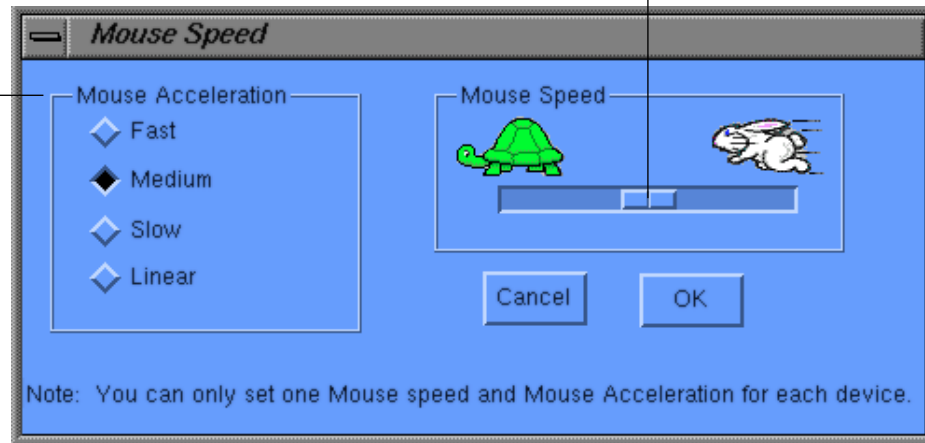 Mouse Speed
Mouse Acceleration
Fast
Medium
Slow
Linear
Mouse Speed
Cancel
OK
Note: You can only set one Mouse speed and Mouse Acceleration for each device.